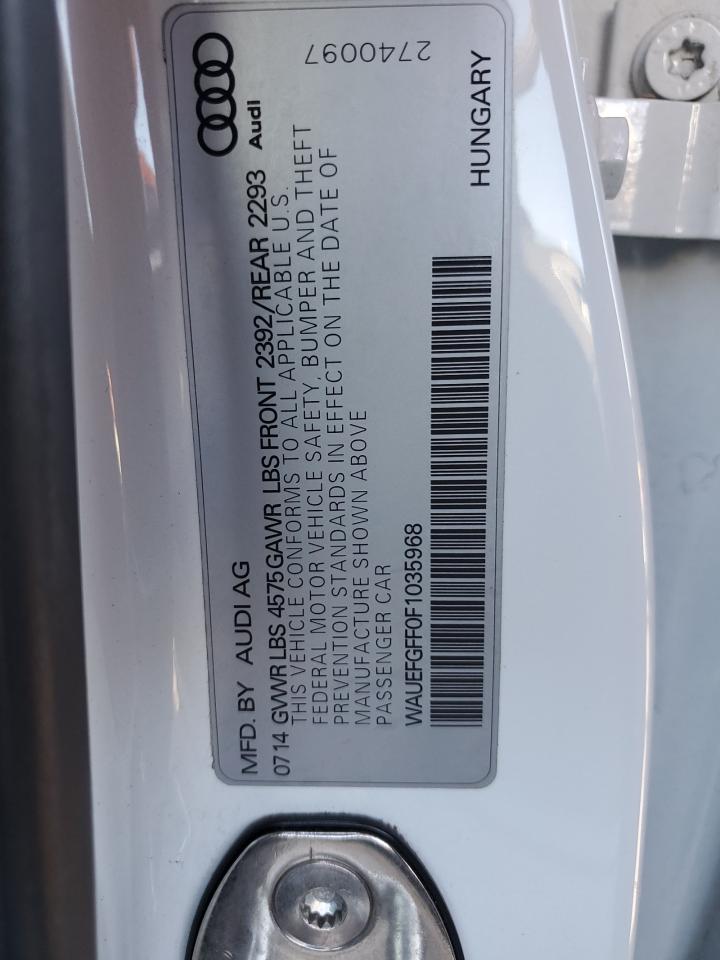 MFD. BY AUDI AG
Audi
0714 GVWR LBS 4575 GAWR LBS FRONT 2392/REAR 2293
THIS VEHICLE CONFORMS TO ALL APPLICABLE U.S.
FEDERAL MOTOR VEHICLE SAFETY, BUMPER AND THEFT
PREVENTION STANDARDS IN EFFECT ON THE DATE OF
MANUFACTURE SHOWN ABOVE
2740097
PASSENGER CAR
WAUEFGFF0F1035968
HUNGARY